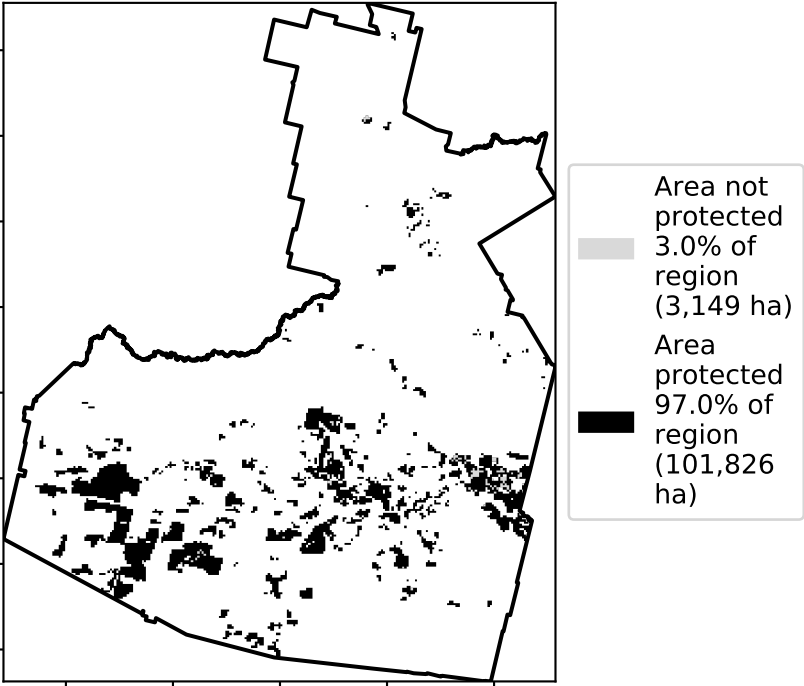 Area not
protected
3.0% of
region
(3,149 ha)
Area
protected
97.0% of
region
(101,826
ha)